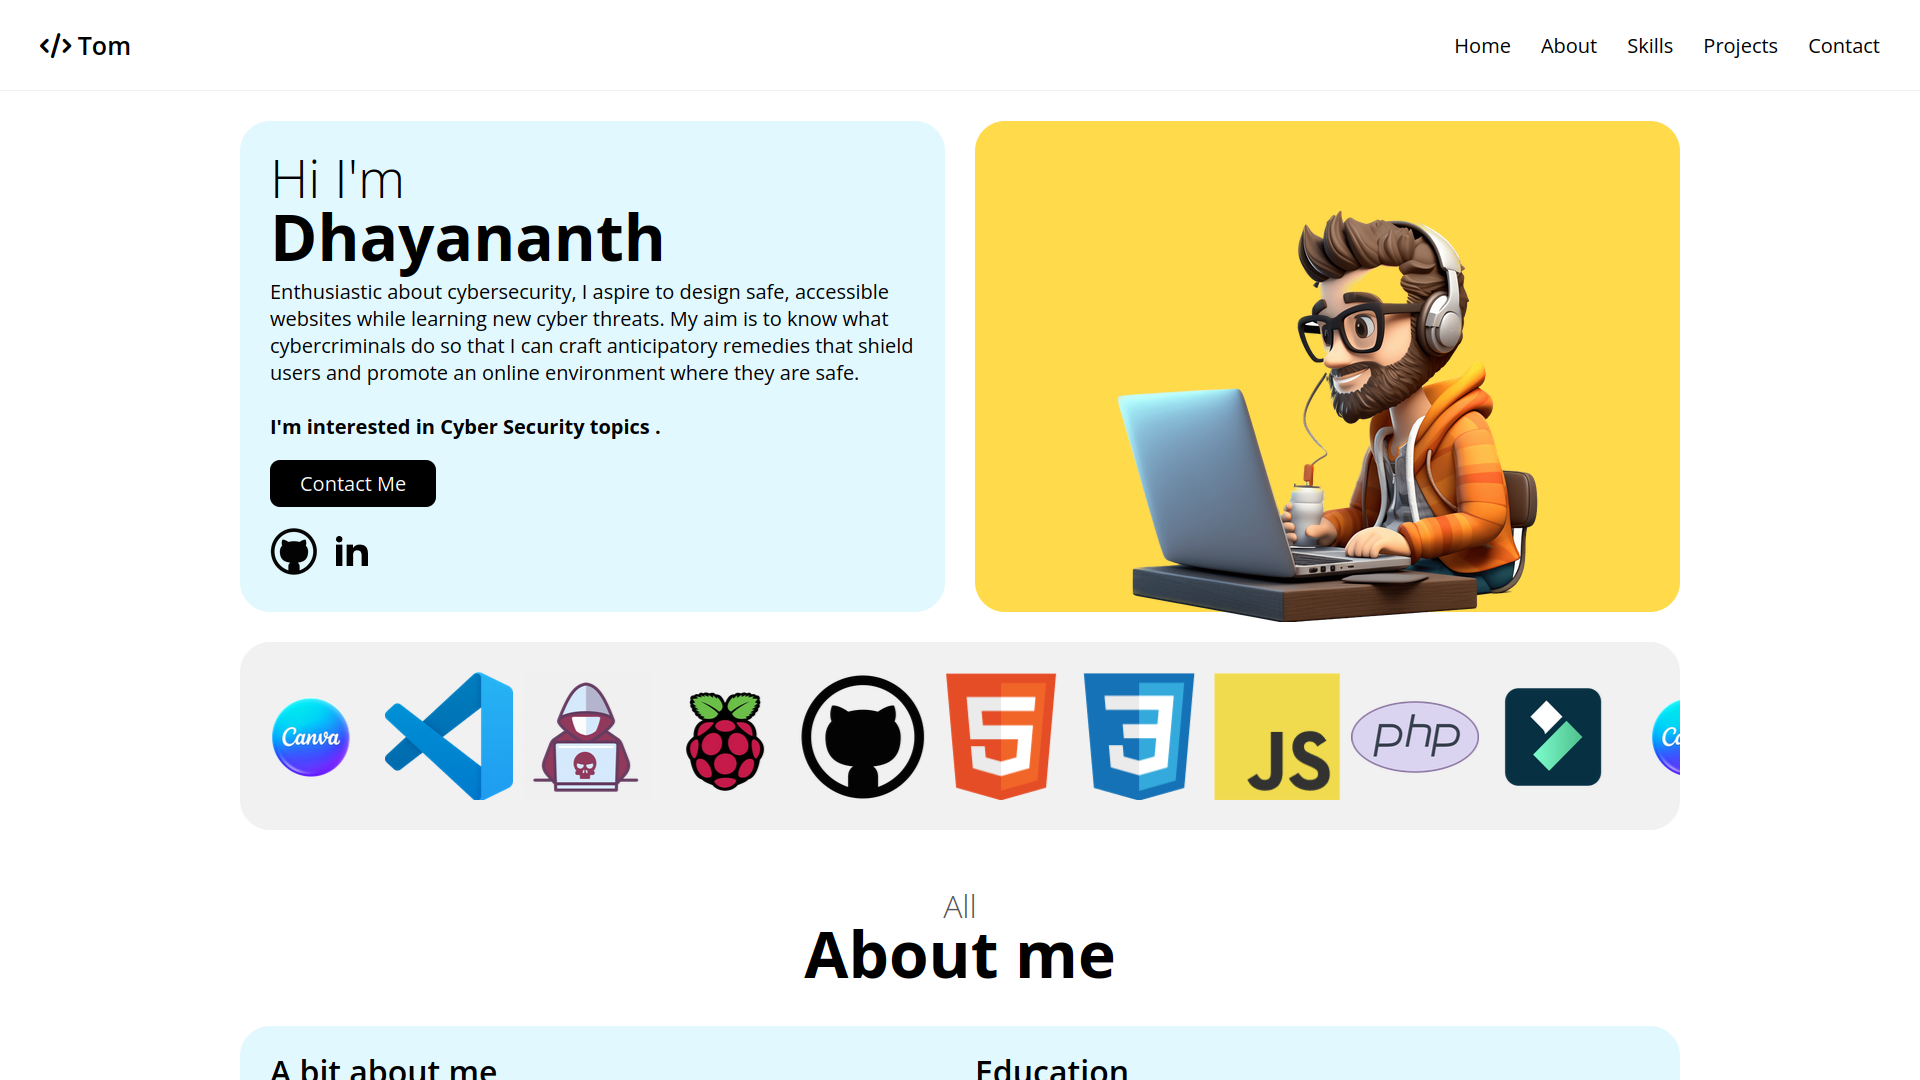 </> Tom
Home About Skills Projects Contact
Hi I'm
Dhayananth
Enthusiastic about cybersecurity, I aspire to design safe, accessible
websites while learning new cyber threats. My aim is to know what
cybercriminals do so that I can craft anticipatory remedies that shield
users and promote an online environment where they are safe.
I'm interested in Cyber Security topics .
Contact Me
in
Canva
5
3
JS
php
Ca
All
About me
A bit about me
Education